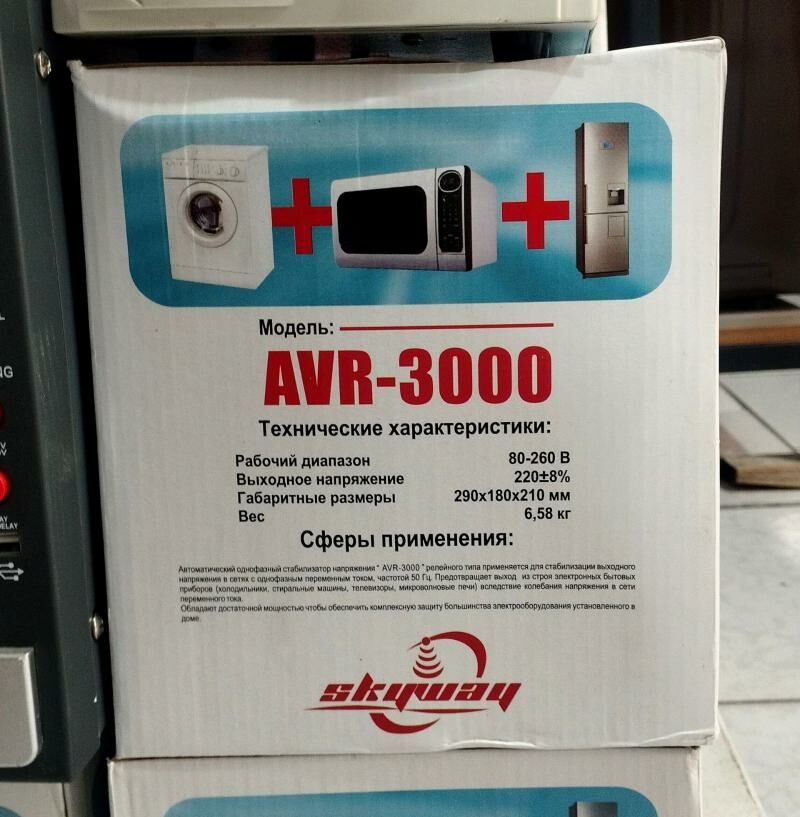 Модель:
AVR-3000
Технические характеристики:
Рабочий диапазон 80-260 В
Выходное напряжение 220±8%
Габаритные размеры 290x180x210 мм
Вес 6,58 кг
Сферы применения:
Автоматический однофазный стабилизатор напряжения " AVR-3000 " релейного типа применяется для стабилизации выходного
напряжения в сетях с однофазным переменным током, частотой 50 Гц. Предотвращает выход из строя электронных бытовых
приборов (холодильники, стиральные машины, телевизоры, микроволновые печи) вследствие колебания напряжения в сети
переменного тока.
Обладают достаточной мощностью чтобы обеспечить комплексную защиту большинства электрооборудования установленного в
доме.
skyway